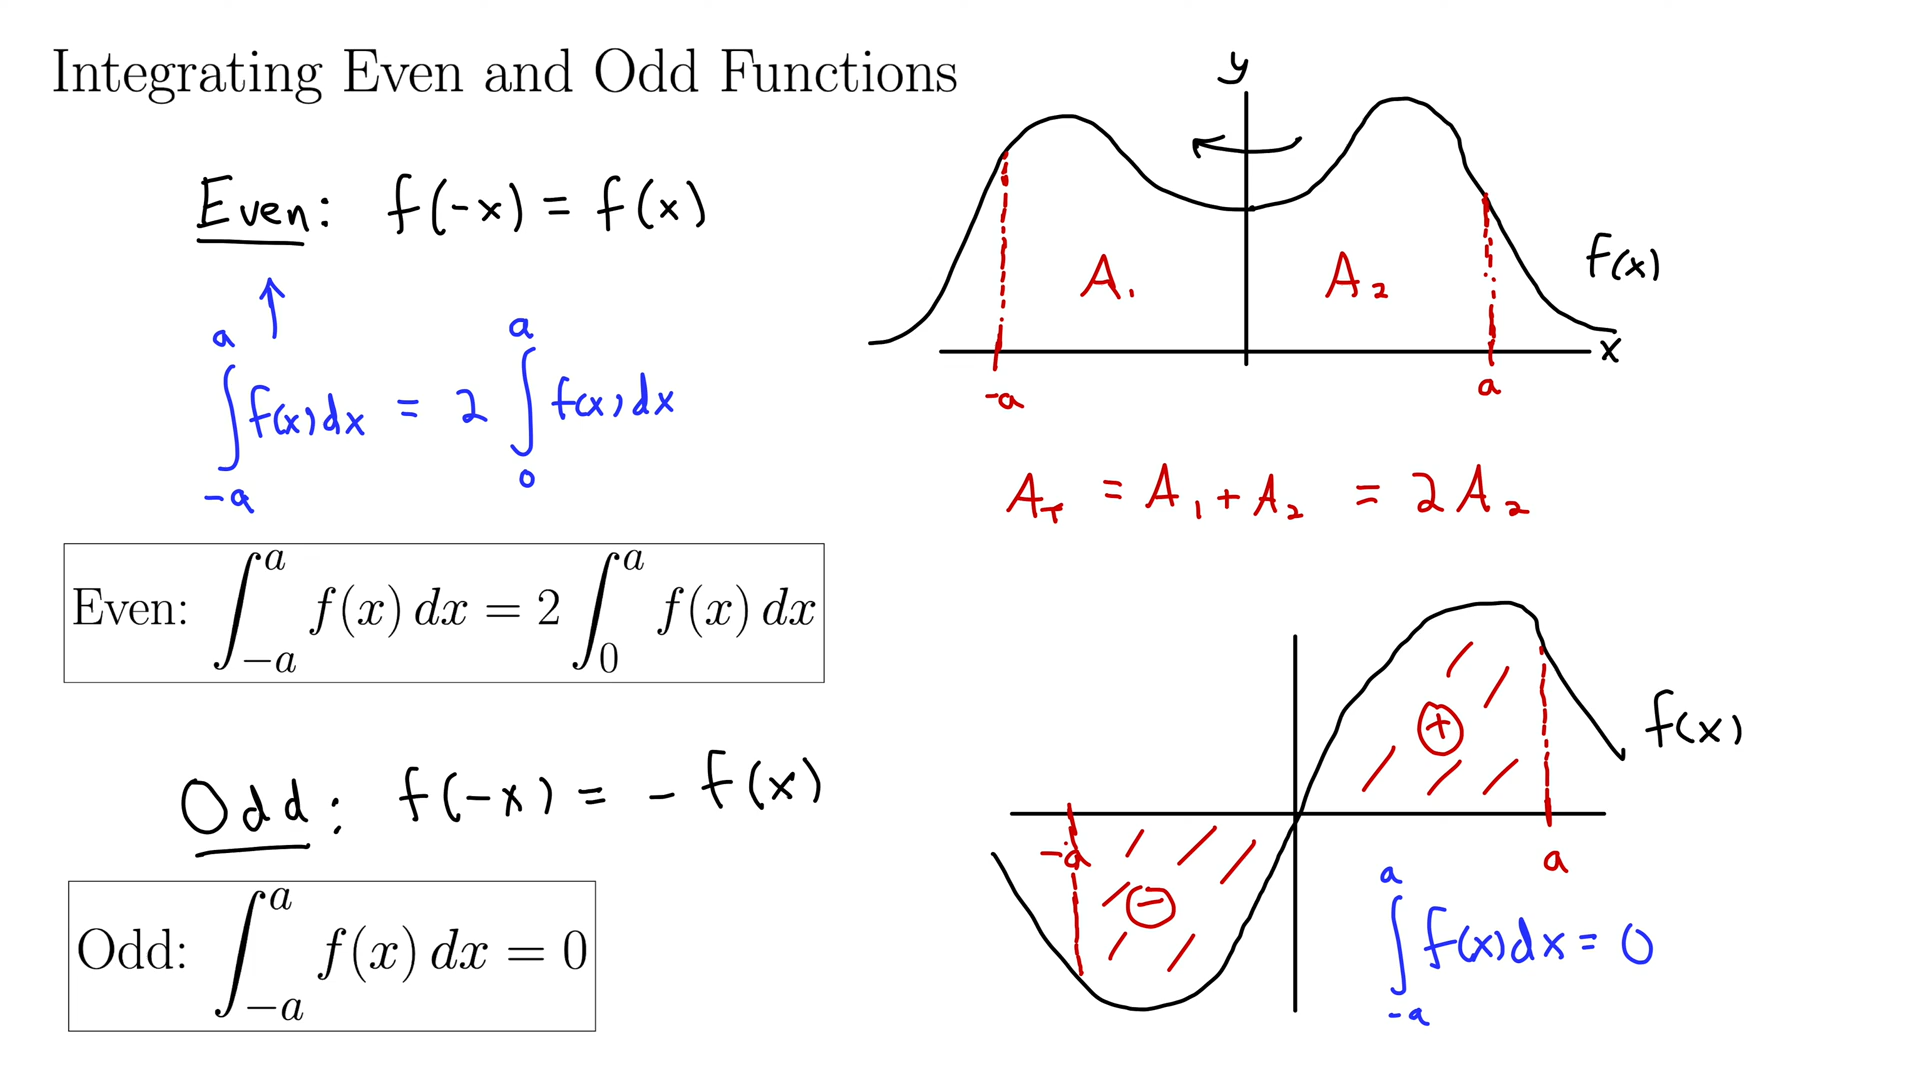 Integrating Even and Odd Functions
Even: f(-x) = f(x)
∫_{-a}^{a} f(x)dx = 2 ∫_{0}^{a} f(x)dx
Even: ∫_{-a}^{a} f(x) dx = 2 ∫_{0}^{a} f(x) dx
Odd: f(-x) = - f(x)
Odd: ∫_{-a}^{a} f(x) dx = 0
y
A₁ A₂ f(x)
x
-a a
A_T = A₁ + A₂ = 2A₂
+ f(x)
-a a
−
∫_{-a}^{a} f(x)dx = 0